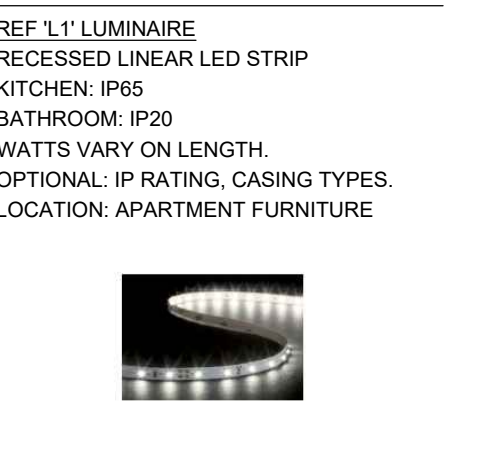 REF 'L1' LUMINAIRE
RECESSED LINEAR LED STRIP
KITCHEN: IP65
BATHROOM: IP20
WATTS VARY ON LENGTH.
OPTIONAL: IP RATING, CASING TYPES.
LOCATION: APARTMENT FURNITURE